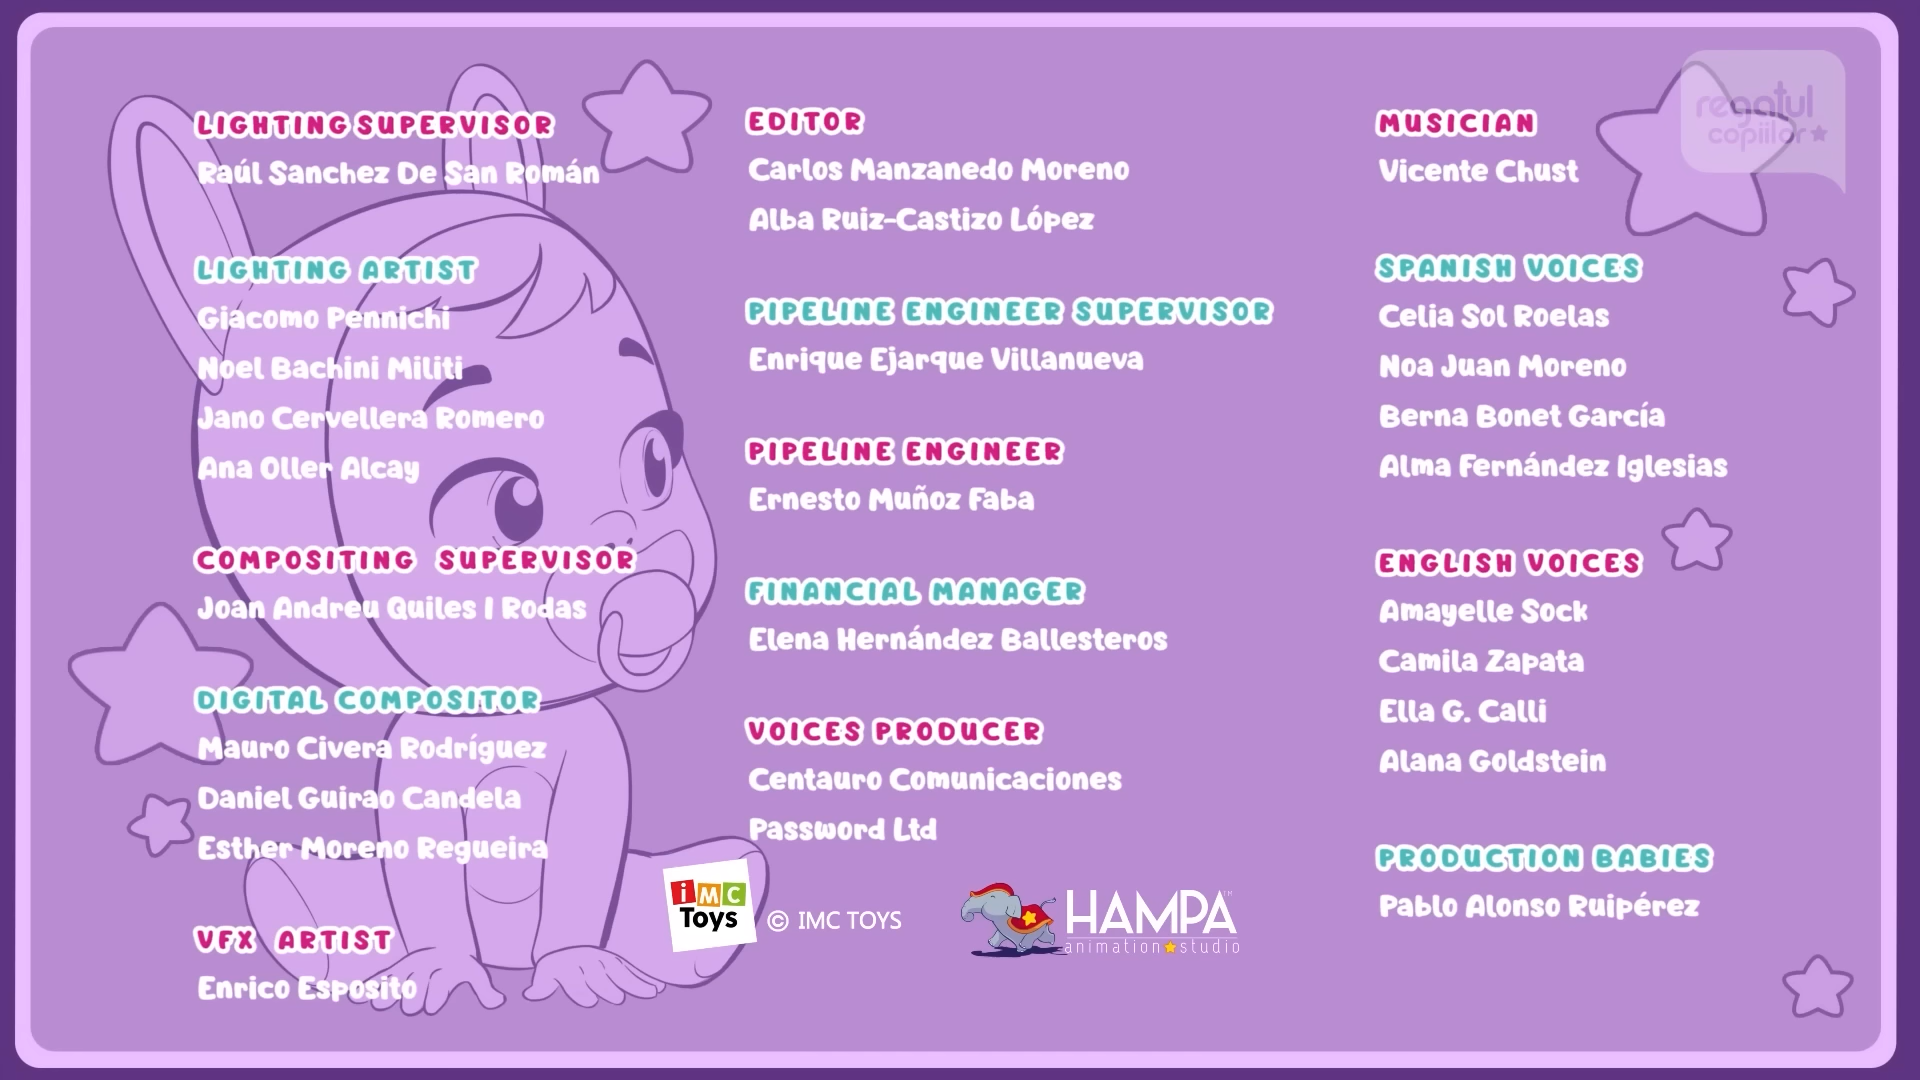 LIGHTING SUPERVISOR
Raúl Sanchez De San Román
LIGHTING ARTIST
Giacomo Pennichi
Noel Bachini Militi
Jano Cervellera Romero
Ana Oller Alcay
COMPOSITING SUPERVISOR
Joan Andreu Quiles I Rodas
DIGITAL COMPOSITOR
Mauro Civera Rodríguez
Daniel Guirao Candela
Esther Moreno Regueira
VFX ARTIST
Enrico Esposito
EDITOR
Carlos Manzanedo Moreno
Alba Ruiz-Castizo López
PIPELINE ENGINEER SUPERVISOR
Enrique Ejarque Villanueva
PIPELINE ENGINEER
Ernesto Muñoz Faba
FINANCIAL MANAGER
Elena Hernández Ballesteros
VOICES PRODUCER
Centauro Comunicaciones
Password Ltd
iMC
Toys
© IMC TOYS
HAMPA™
animation studio
regatul
copiilor
MUSICIAN
Vicente Chust
SPANISH VOICES
Celia Sol Roelas
Noa Juan Moreno
Berna Bonet García
Alma Fernández Iglesias
ENGLISH VOICES
Amayelle Sock
Camila Zapata
Ella G. Calli
Alana Goldstein
PRODUCTION BABIES
Pablo Alonso Ruipérez